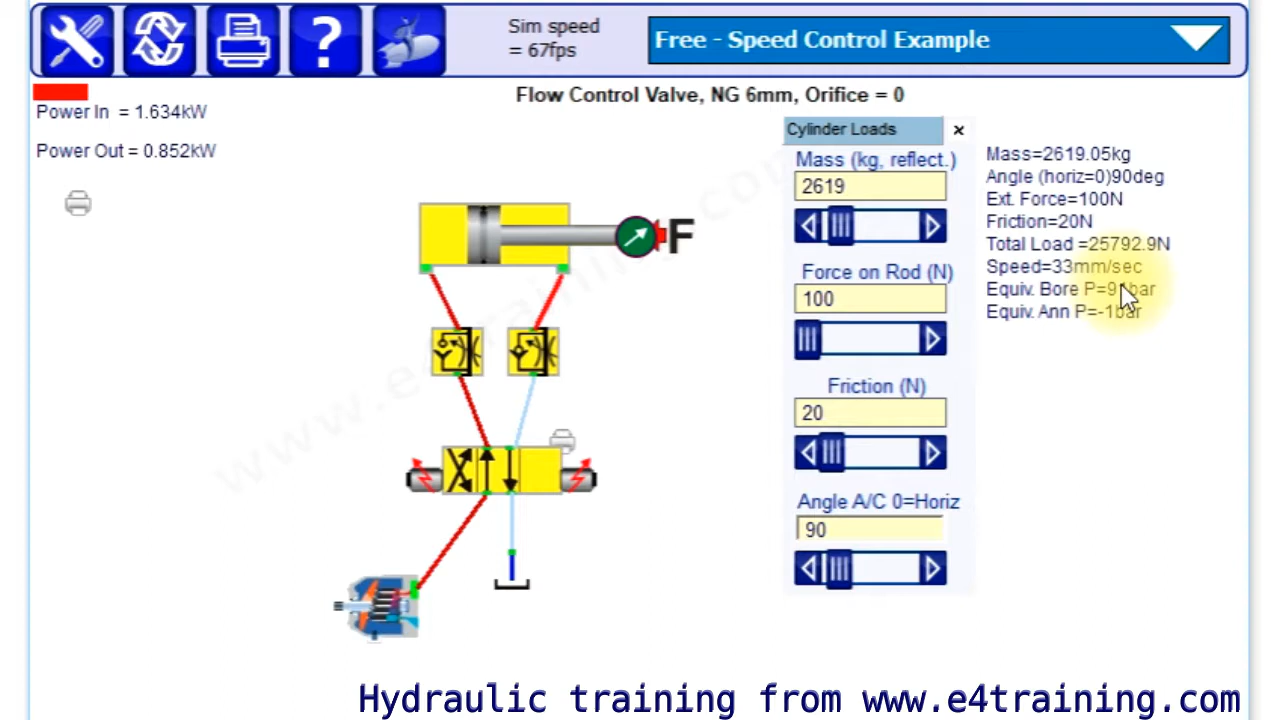 Sim speed
= 67fps
Free - Speed Control Example
Power In = 1.634kW
Power Out = 0.852kW
Flow Control Valve, NG 6mm, Orifice = 0
Cylinder Loads
Mass (kg, reflect.)
2619
Force on Rod (N)
100
Friction (N)
20
Angle A/C 0=Horiz
90
Mass=2619.05kg
Angle (horiz=0)90deg
Ext. Force=100N
Friction=20N
Total Load =25792.9N
Speed=33mm/sec
Equiv. Bore
Equiv. Ann P=-1bar
F
www.e4training.com
Hydraulic training from www.e4training.com